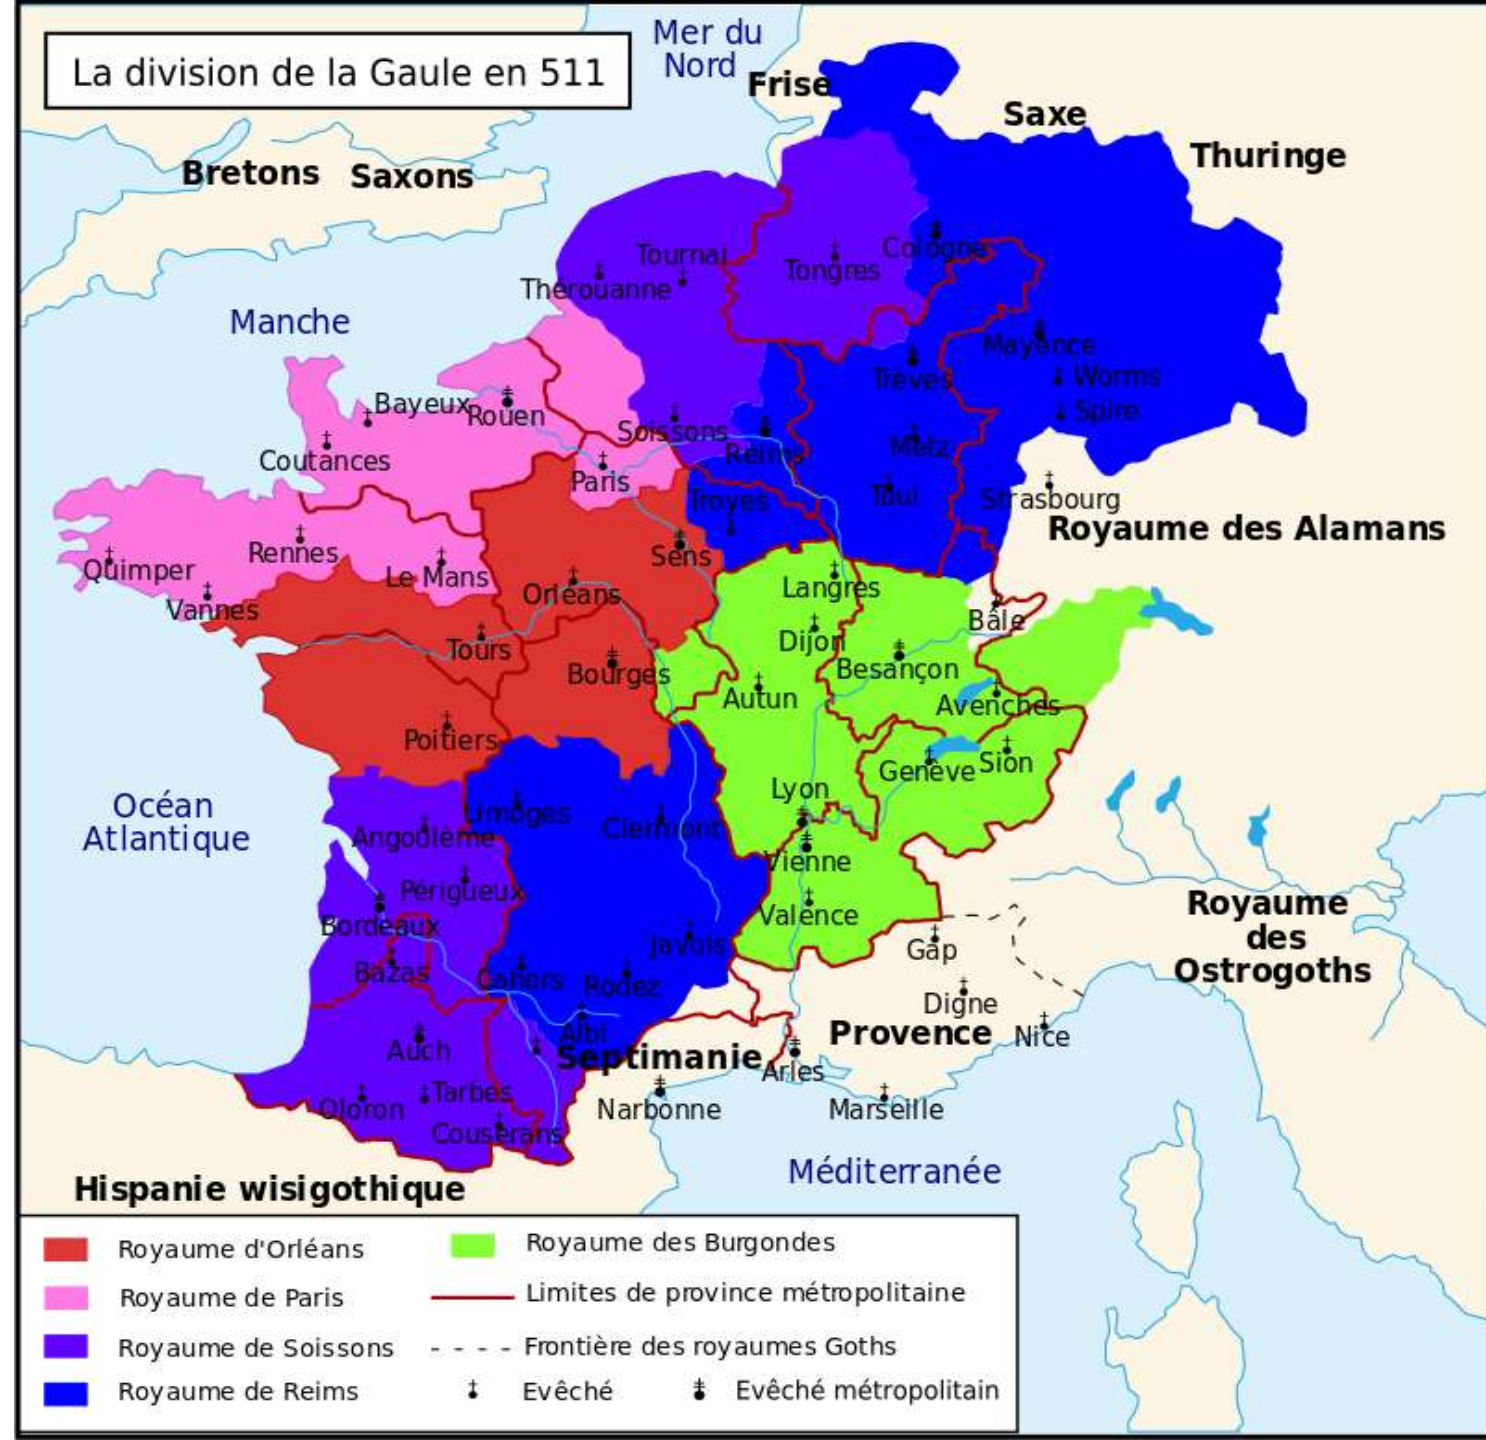 La division de la Gaule en 511
Mer du
Nord
Frise
Saxe
Thuringe
Bretons
Saxons
Tournai
Cologne
Tongres
Thérouanne
Manche
Mayence
Trèves
Worms
Bayeux
Rouen
Spire
Soissons
Metz
Reims
Coutances
Paris
Troyes
Toul
Strasbourg
Royaume des Alamans
Rennes
Sens
Quimper
Le Mans
Orléans
Langres
Vannes
Bâle
Dijon
Tours
Bourges
Besançon
Autun
Avenches
Poitiers
Sion
Genève
Lyon
Océan
Atlantique
Limoges
Clermont
Angoulème
Vienne
Périgueux
Valence
Bordeaux
Royaume
des
Ostrogoths
Javols
Gap
Bazas
Cahors
Rodez
Digne
Albi
Provence
Nice
Auch
Septimanie
Arles
Tarbes
Oloron
Narbonne
Marseille
Couserans
Méditerranée
Hispanie wisigothique
Royaume d'Orléans
Royaume des Burgondes
Royaume de Paris
Limites de province métropolitaine
Royaume de Soissons
Frontière des royaumes Goths
Royaume de Reims
Evêché
Evêché métropolitain